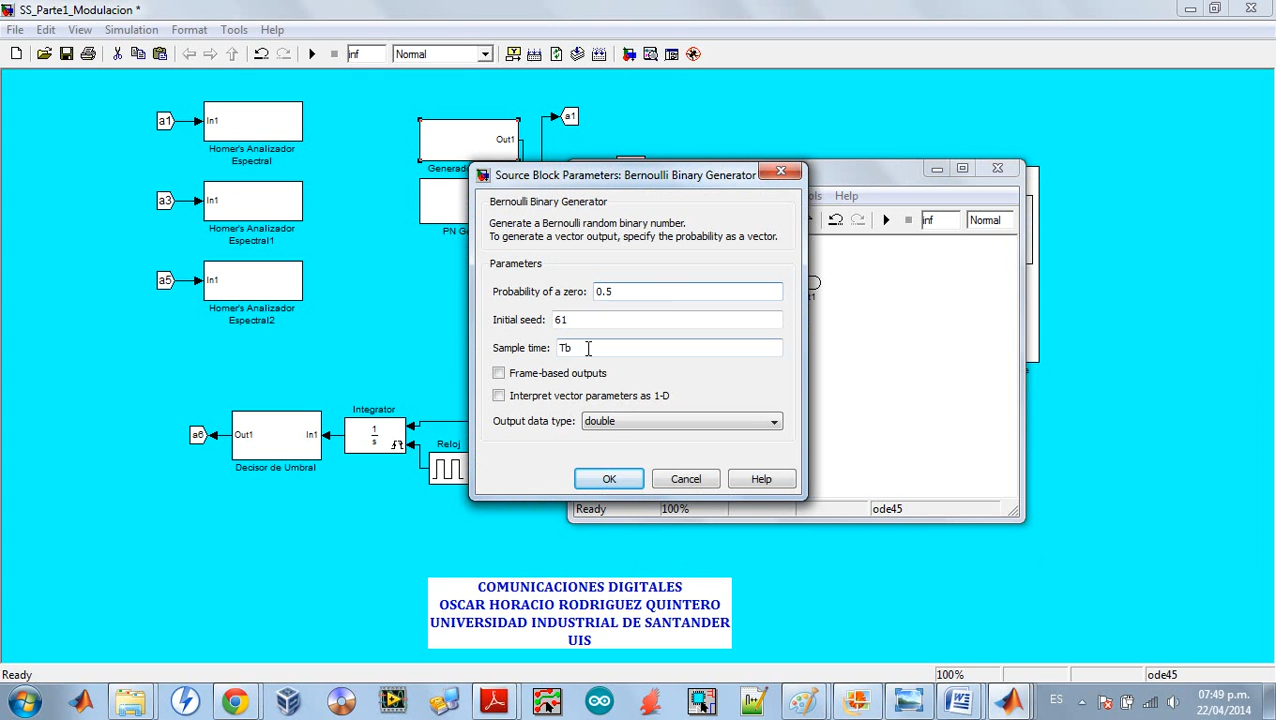 SS_Parte1_Modulacion *
File Edit View Simulation Format Tools Help
inf Normal
a1 In1
Homer's Analizador
Espectral
a3 In1
Homer's Analizador
Espectral1
a5 In1
Homer's Analizador
Espectral2
Out1
a1
Help
inf Normal
Source Block Parameters: Bernoulli Binary Generator
Bernoulli Binary Generator
Generate a Bernoulli random binary number.
To generate a vector output, specify the probability as a vector.
Parameters
Probability of a zero: 0.5
Initial seed: 61
Sample time: Tb
Frame-based outputs
Interpret vector parameters as 1-D
Output data type: double
OK Cancel Help
Ready 100% ode45
Integrator
1
s
a6 Out1 In1
Decisor de Umbral
Reloj
COMUNICACIONES DIGITALES
OSCAR HORACIO RODRIGUEZ QUINTERO
UNIVERSIDAD INDUSTRIAL DE SANTANDER
UIS
Ready 100% ode45
ES 07:49 p.m.
22/04/2014